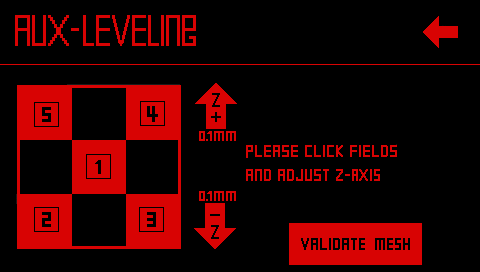 AUX-LEVELING
5
4
Z
+
0.1MM
1
PLEASE CLICK FIELDS
AND ADJUST Z-AXIS
0.1MM
2
3
-
Z
VALIDATE MESH